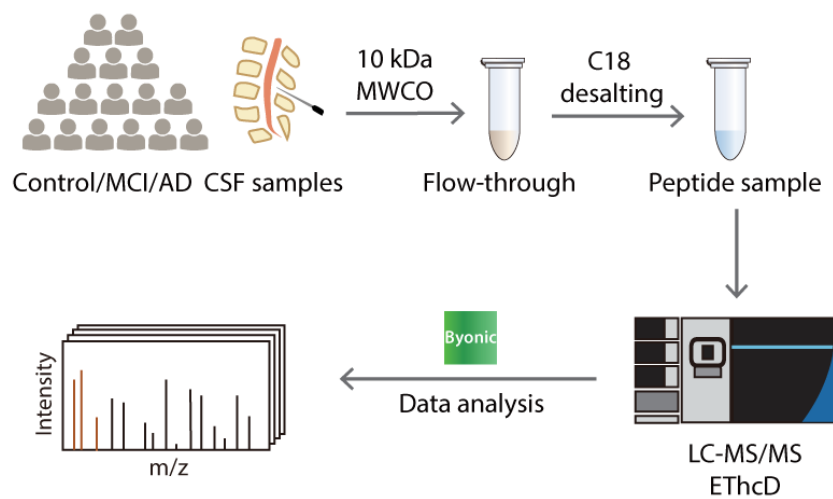 10 kDa
MWCO
C18
desalting
Control/MCI/AD
CSF samples
Flow-through
Peptide sample
Byonic
Data analysis
Intensity
m/z
LC-MS/MS
EThcD